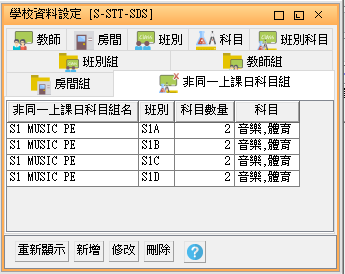 學校資料設定 [S-STT-SDS]
教師 房間 班別 科目 班別科目
班別組 教師組
房間組 非同一上課日科目組
非同一上課日科目組名 班別 科目數量 科目
S1 MUSIC PE S1A 2 音樂,體育
S1 MUSIC PE S1B 2 音樂,體育
S1 MUSIC PE S1C 2 音樂,體育
S1 MUSIC PE S1D 2 音樂,體育
重新顯示 新增 修改 刪除 ?